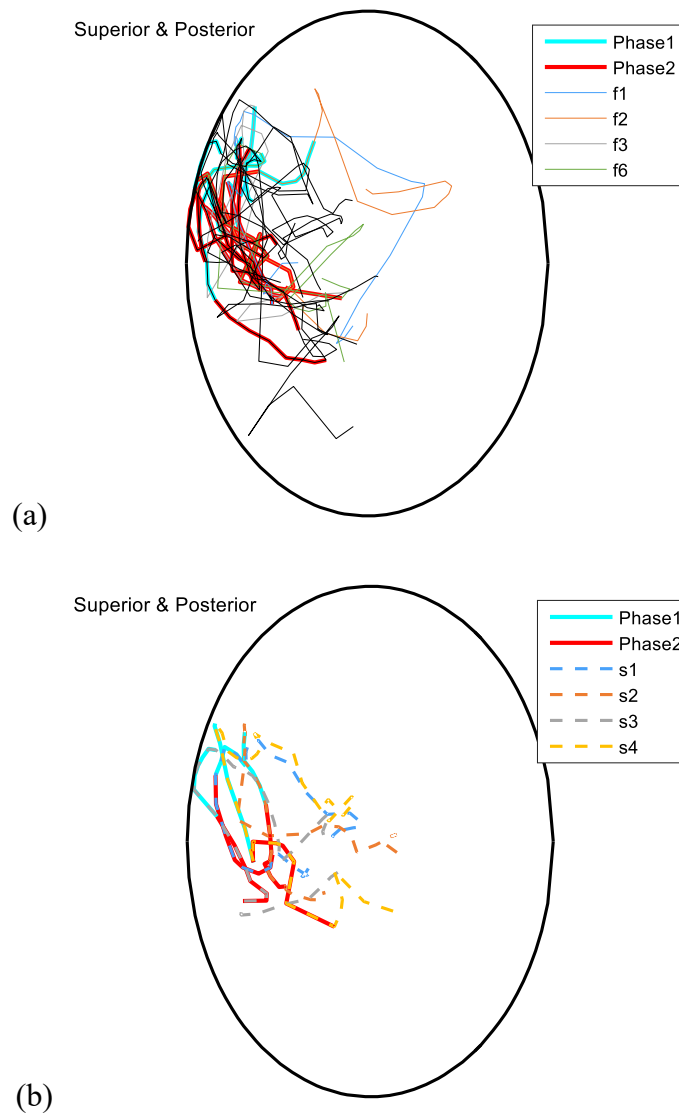 Superior & Posterior
Phase1
Phase2
f1
f2
f3
f6
(a)
Superior & Posterior
Phase1
Phase2
s1
s2
s3
s4
(b)